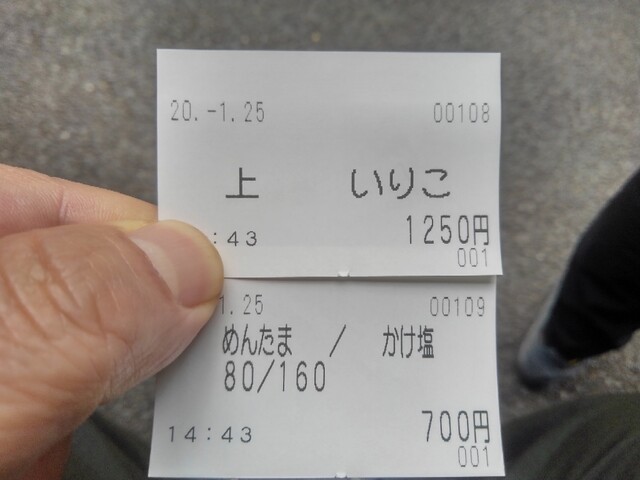 20.-1.25 00108
上 いりこ
:43 1250円
001
1.25 00109
めんたま / かけ塩
80/160
14:43 700円
001